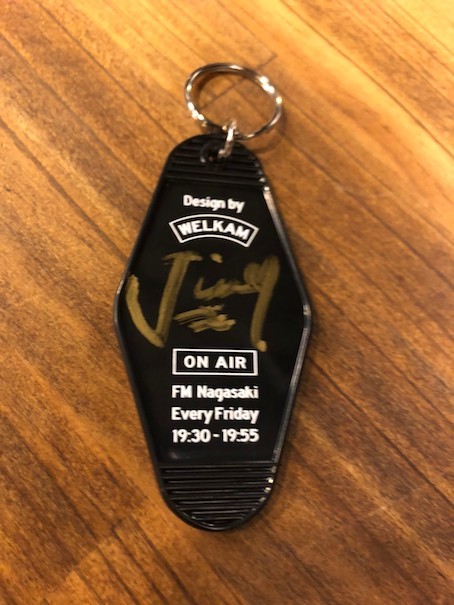 Design by
WELKAM
ON AIR
FM Nagasaki
Every Friday
19:30 - 19:55